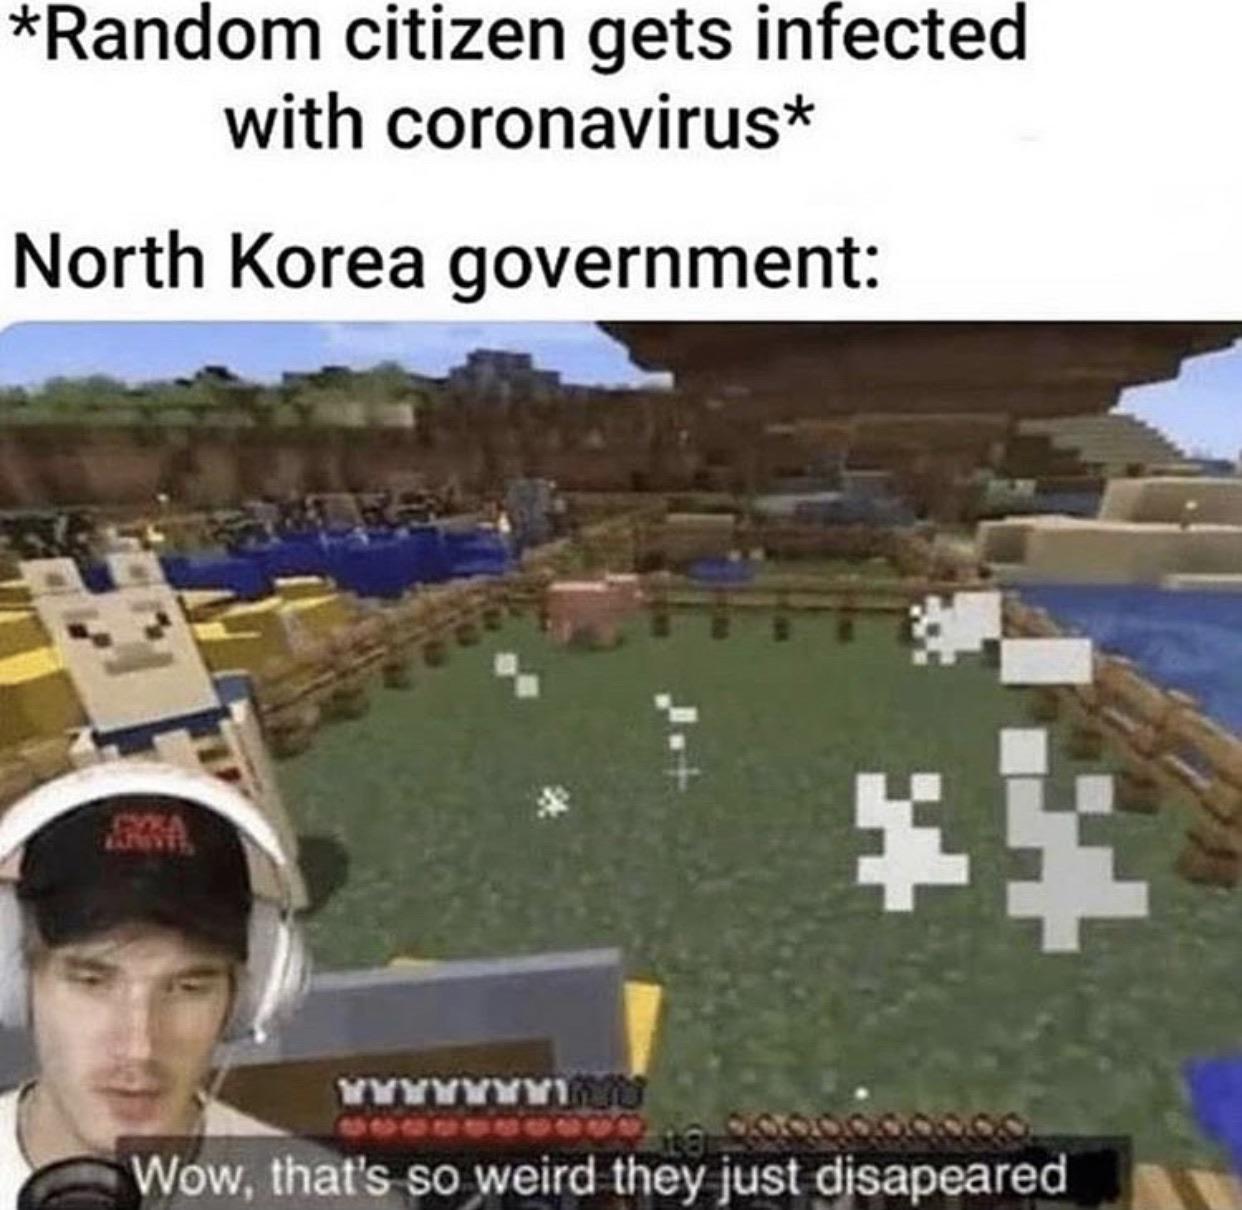 *Random citizen gets infected
with coronavirus*
North Korea government:
Wow, that's so weird they just disapeared